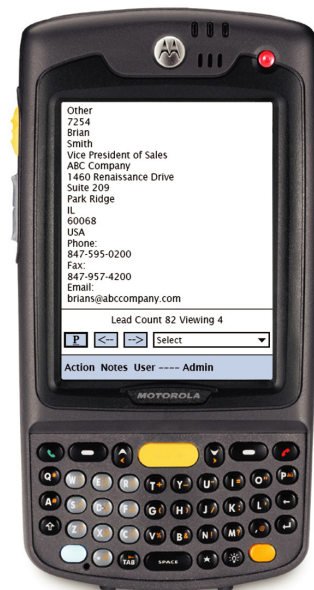 Other
7254
Brian
Smith
Vice President of Sales
ABC Company
1460 Renaissance Drive
Suite 209
Park Ridge
IL
60068
USA
Phone:
847-595-0200
Fax:
847-957-4200
Email:
brians@abccompany.com
Lead Count 82 Viewing 4
P <-- --> Select
Action Notes User ---- Admin
MOTOROLA
Q W E R T Y U I O P
A S D F G H J K L
Z X C V B N M
TAB SPACE